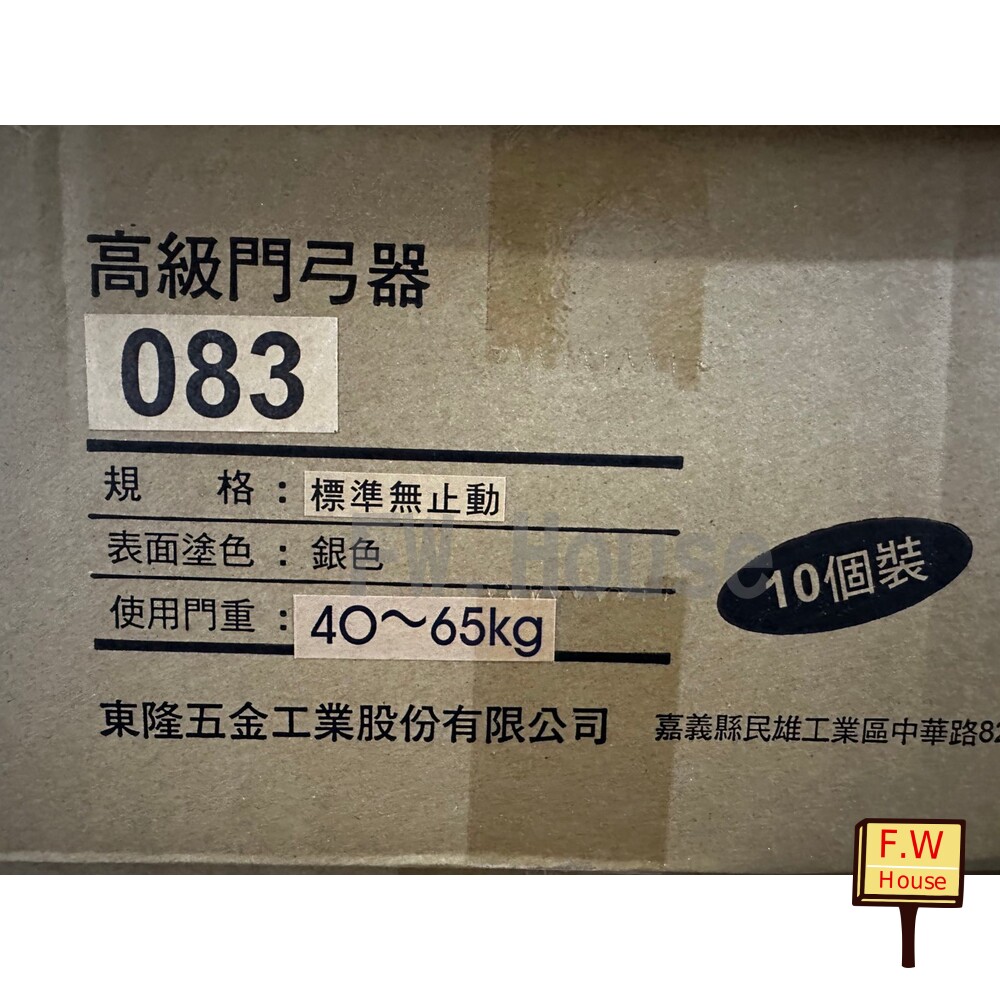 高級門弓器
083
規 格：標準無止動
表面塗色：銀色
使用門重：40～65kg
10個裝
東隆五金工業股份有限公司 嘉義縣民雄工業區中華路82
F.W. House
F.W
House